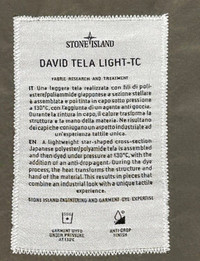 STONE ISLAND
DAVID TELA LIGHT-TC
FABRIC RESEARCH AND TREATMENT
IT Una leggera tela realizzata con fili di poli-
estere/poliammide giapponese a sezione stellare
è assemblata e poi tinta in capo sotto pressione
a 130°C, con l'aggiunta di un agente anti goccia.
Durante la tintura in capo, il calore trasforma la
struttura e la mano della materia. Ne risultano
dei capi che coniugano un aspetto industriale ad
un'esperienza tattile unica.
EN A lightweight star-shaped cross-section
Japanese polyester/polyamide tela is assembled
and then dyed under pressure at 130°C, with the
addition of an anti-drop agent. During the dye
process, the heat transforms the structure and
hand of the material. This results in pieces that
combine an industrial look with a unique tactile
experience.
STONE ISLAND ENGINEERING AND GARMENT-DYE EXPERTISE
GARMENT DYED
UNDER PRESSURE
AT 130°C
ANTI-DROP
FINISH